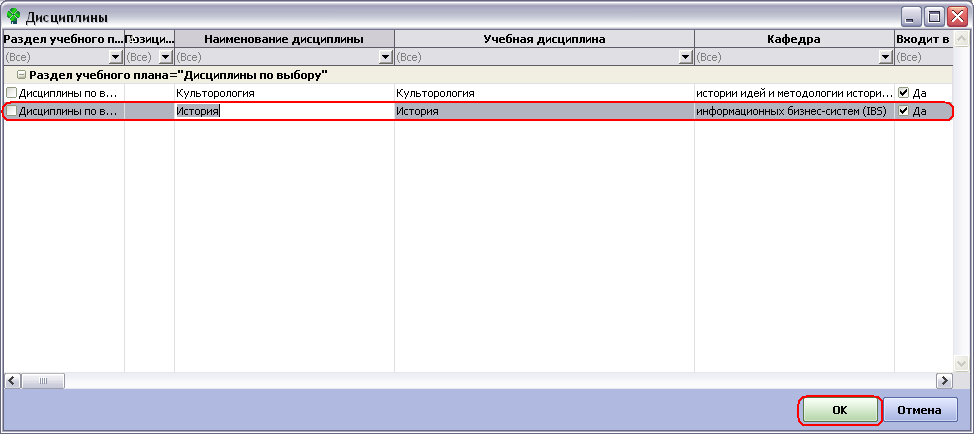 Дисциплины
Раздел учебного п... Позици... Наименование дисциплины Учебная дисциплина Кафедра Входит в
(Все) (Все) (Все) (Все) (Все) (Все)
Раздел учебного плана="Дисциплины по выбору"
Дисциплины по в... Культорология Культорология истории идей и методологии истори... Да
Дисциплины по в... История История информационных бизнес-систем (IBS) Да
OK Отмена